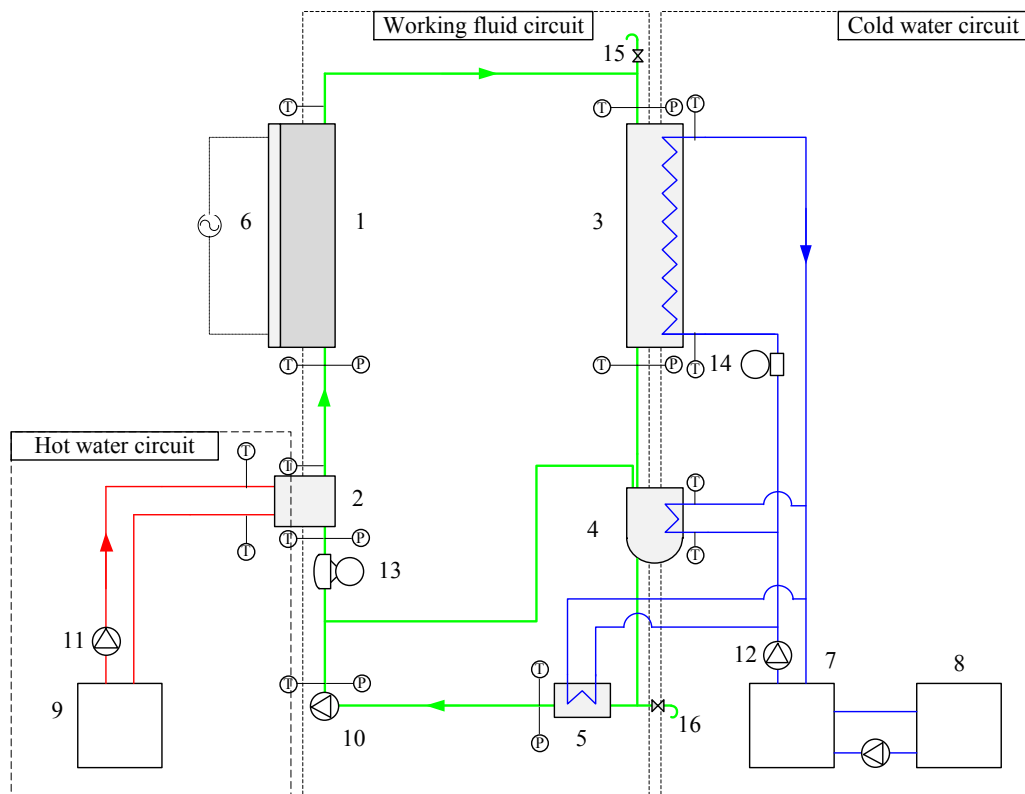 Working fluid circuit
Cold water circuit
15
T
T P T
6 1 3
T P
T P T
14
Hot water circuit
T T T
2
4
T P T
T
13
11
12
T P T
7 8
9
10 P 5 16